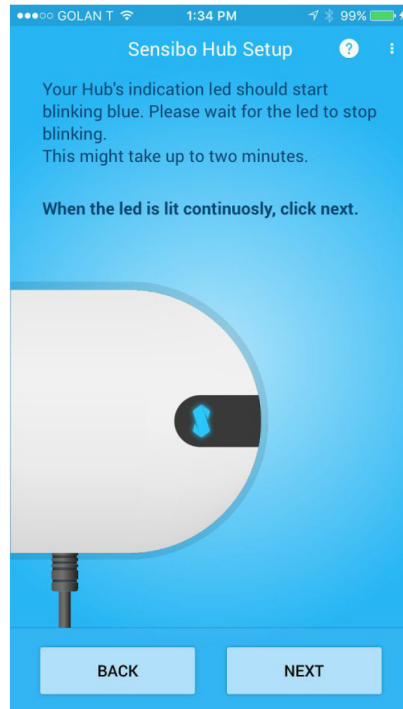 GOLAN T 1:34 PM 99%
Sensibo Hub Setup ?
Your Hub's indication led should start
blinking blue. Please wait for the led to stop
blinking.
This might take up to two minutes.
When the led is lit continuosly, click next.
BACK NEXT